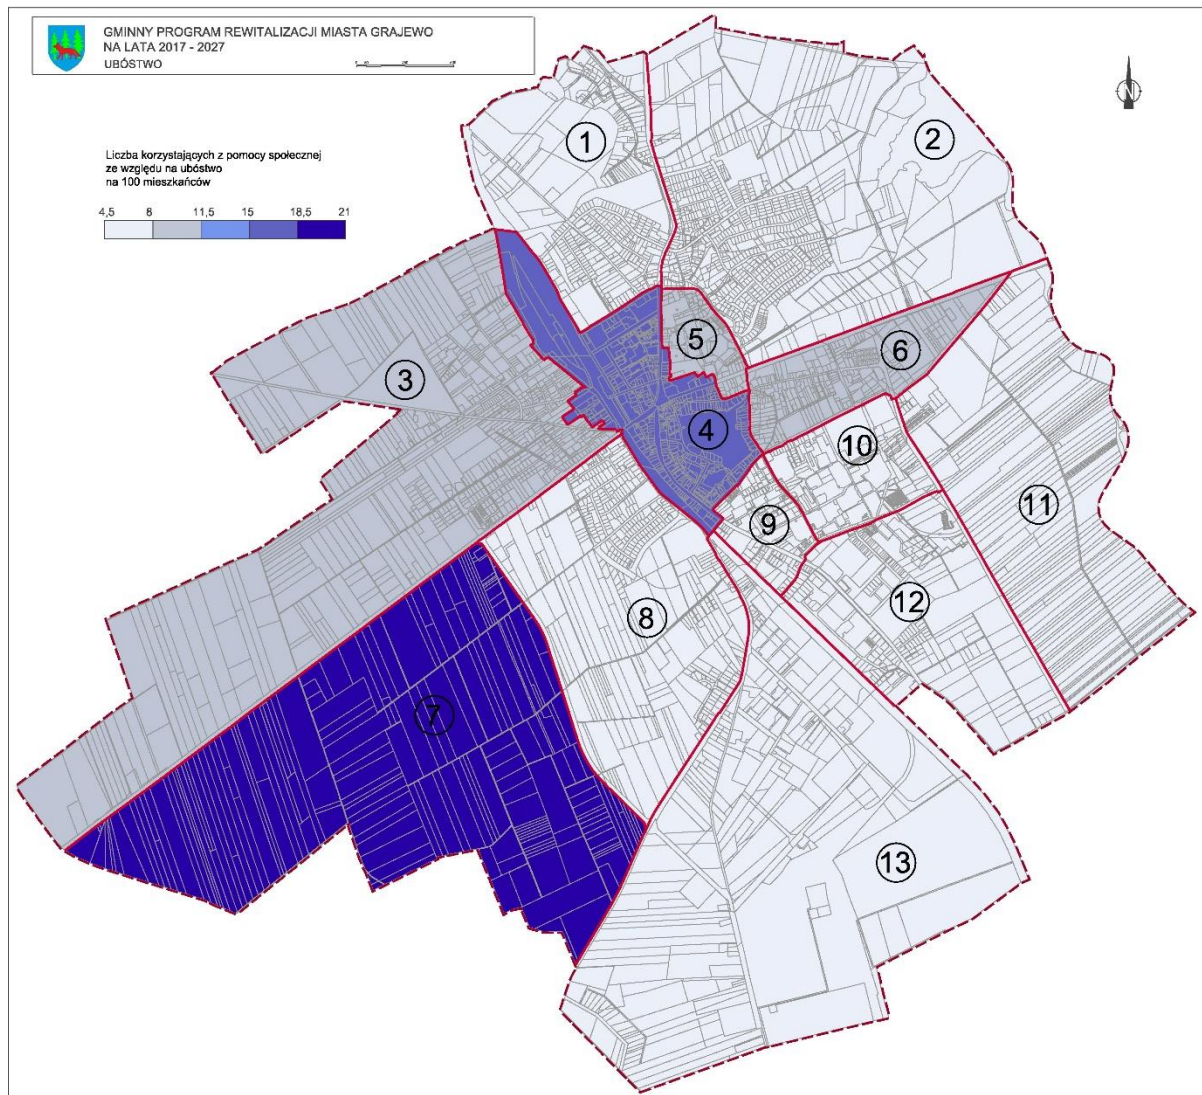 GMINNY PROGRAM REWITALIZACJI MIASTA GRAJEWO
NA LATA 2017 - 2027
UBÓSTWO
N
Liczba korzystających z pomocy społecznej
ze względu na ubóstwo
na 100 mieszkańców
4,5 8 11,5 15 18,5 21
1
2
3
4
5
6
7
8
9
10
11
12
13